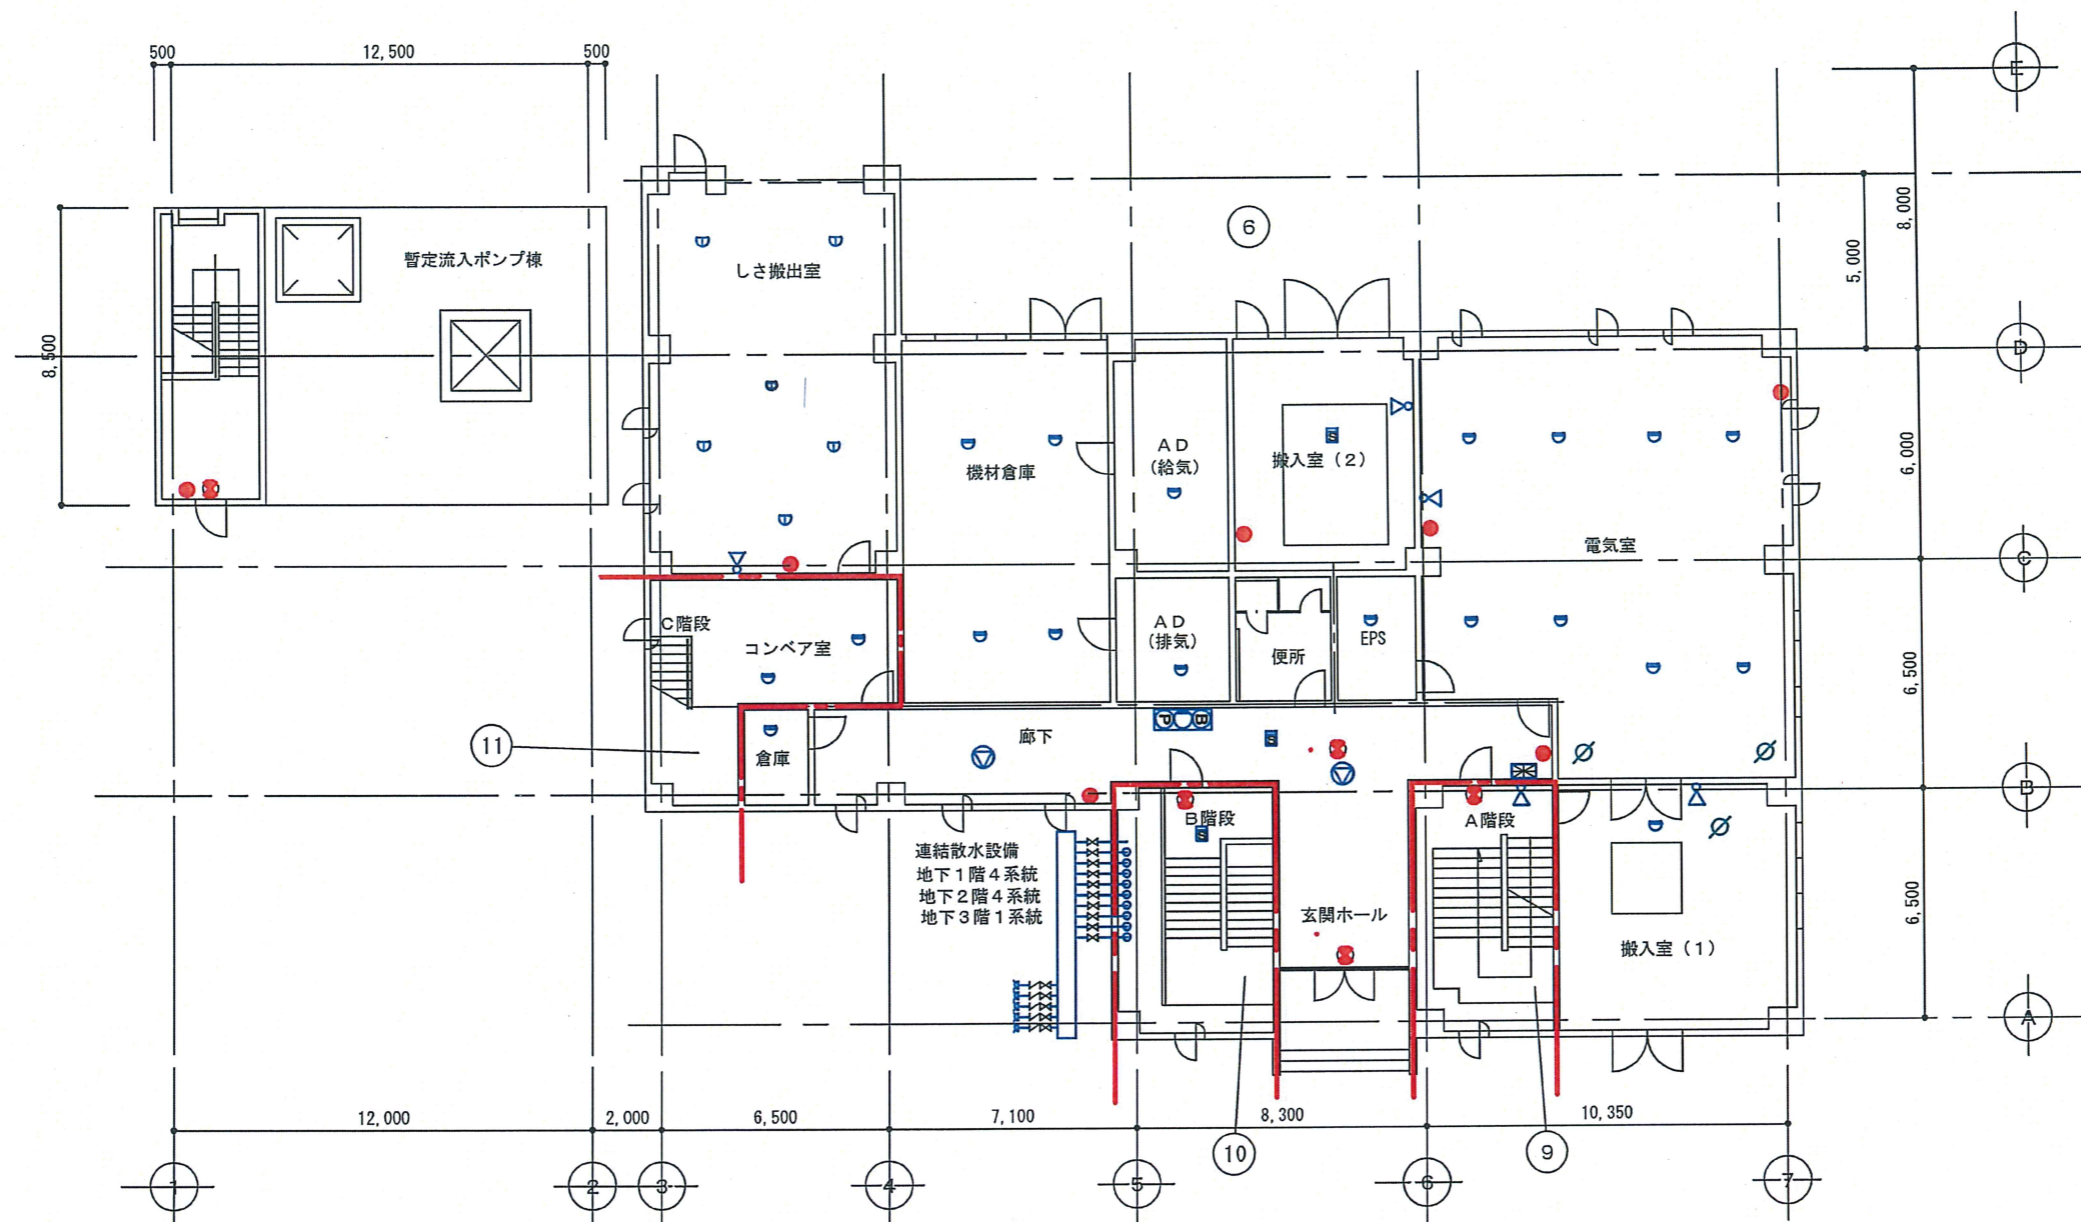 500
12,500
500
E
8,000
5,000
6
暫定流入ポンプ棟
しさ搬出室
8,500
D
6,000
AD
(給気)
搬入室(2)
機材倉庫
S
電気室
C
C階段
コンベア室
AD
(排気)
便所
EPS
6,500
11
倉庫
廊下
P
B
S
B
B階段
S
A階段
連結散水設備
地下1階4系統
地下2階4系統
地下3階1系統
玄関ホール
搬入室(1)
6,500
A
12,000
2,000
6,500
7,100
8,300
10,350
10
9
1
2
3
4
5
6
7